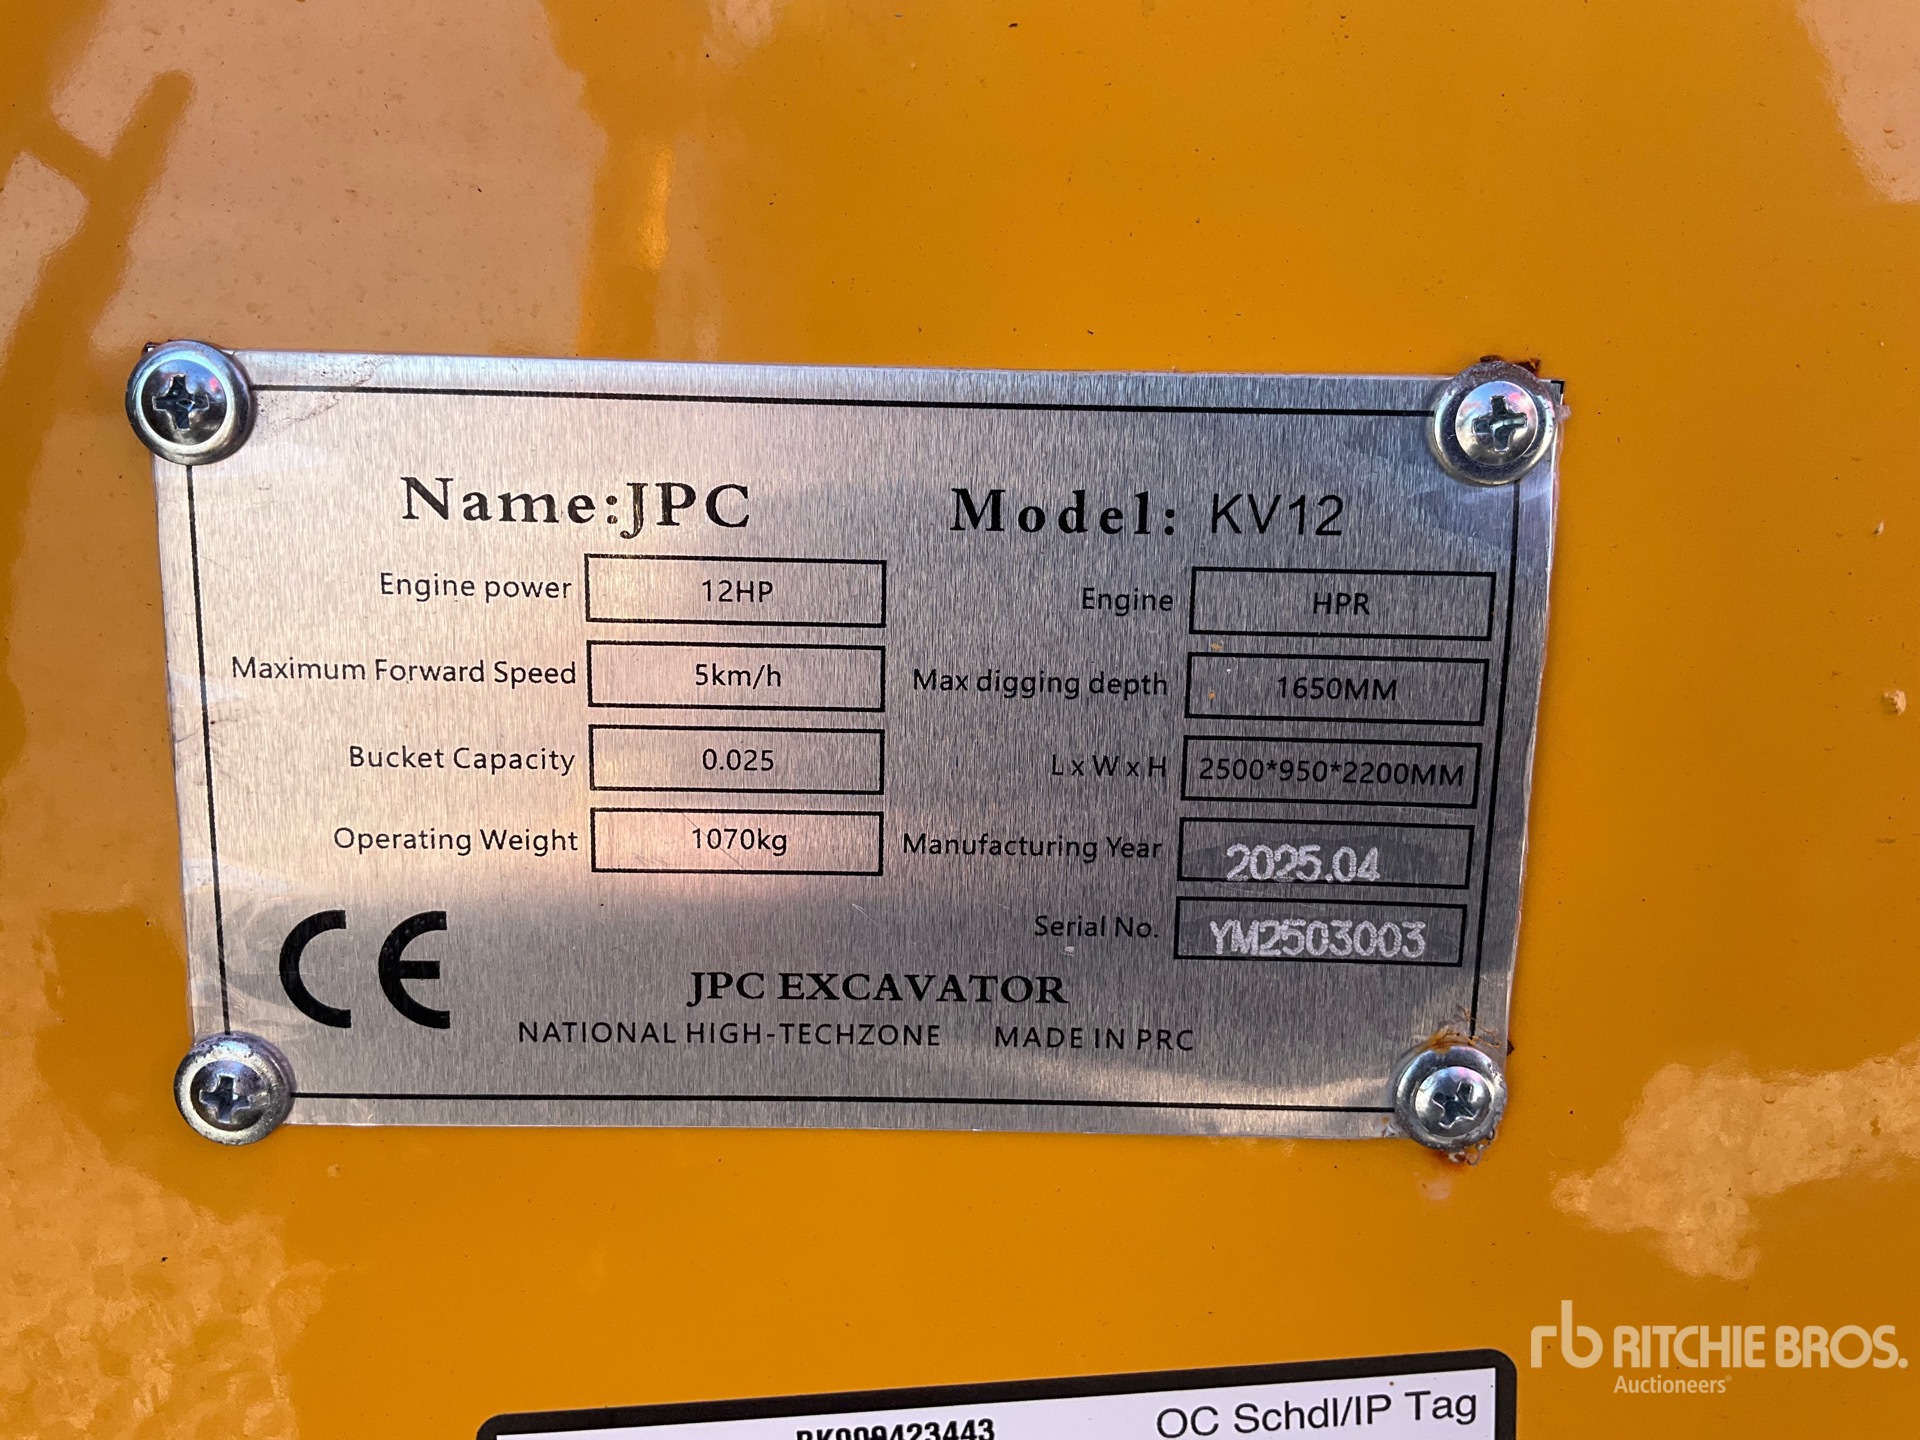 Name:JPC Model: KV12
Engine power 12HP Engine HPR
Maximum Forward Speed 5km/h Max digging depth 1650MM
Bucket Capacity 0.025 L x W x H 2500*950*2200MM
Operating Weight 1070kg Manufacturing Year 2025.04
Serial No. YM2503003
CE
JPC EXCAVATOR
NATIONAL HIGH-TECHZONE MADE IN PRC
OC Schdl/IP Tag
rb RITCHIE BROS.
Auctioneers